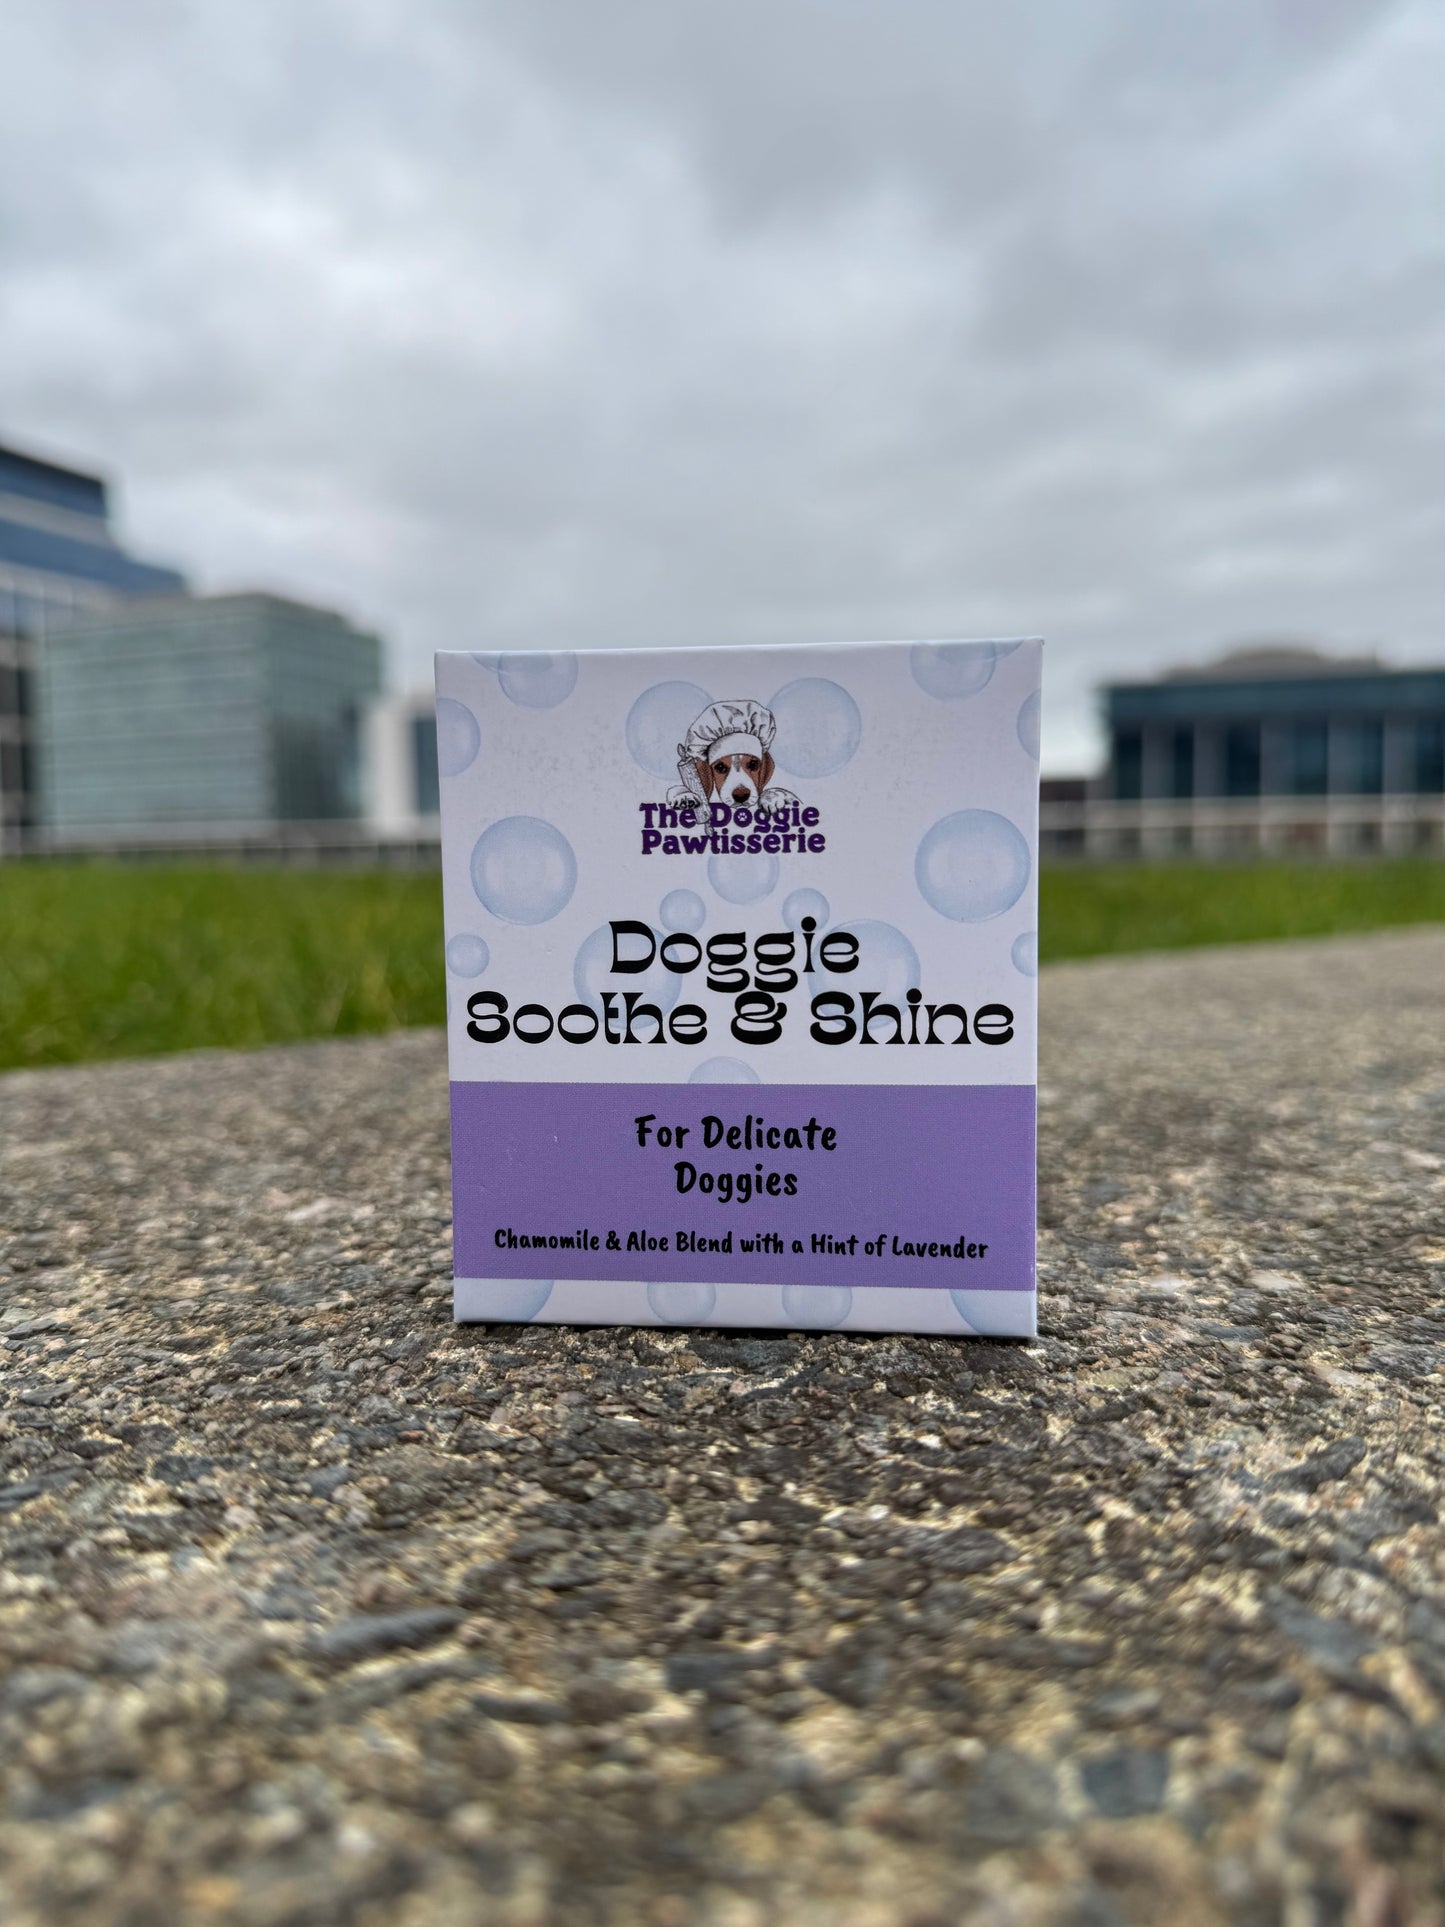 The Doggie
Pawtisserie
Doggie
Soothe & Shine
For Delicate
Doggies
Chamomile & Aloe Blend with a Hint of Lavender